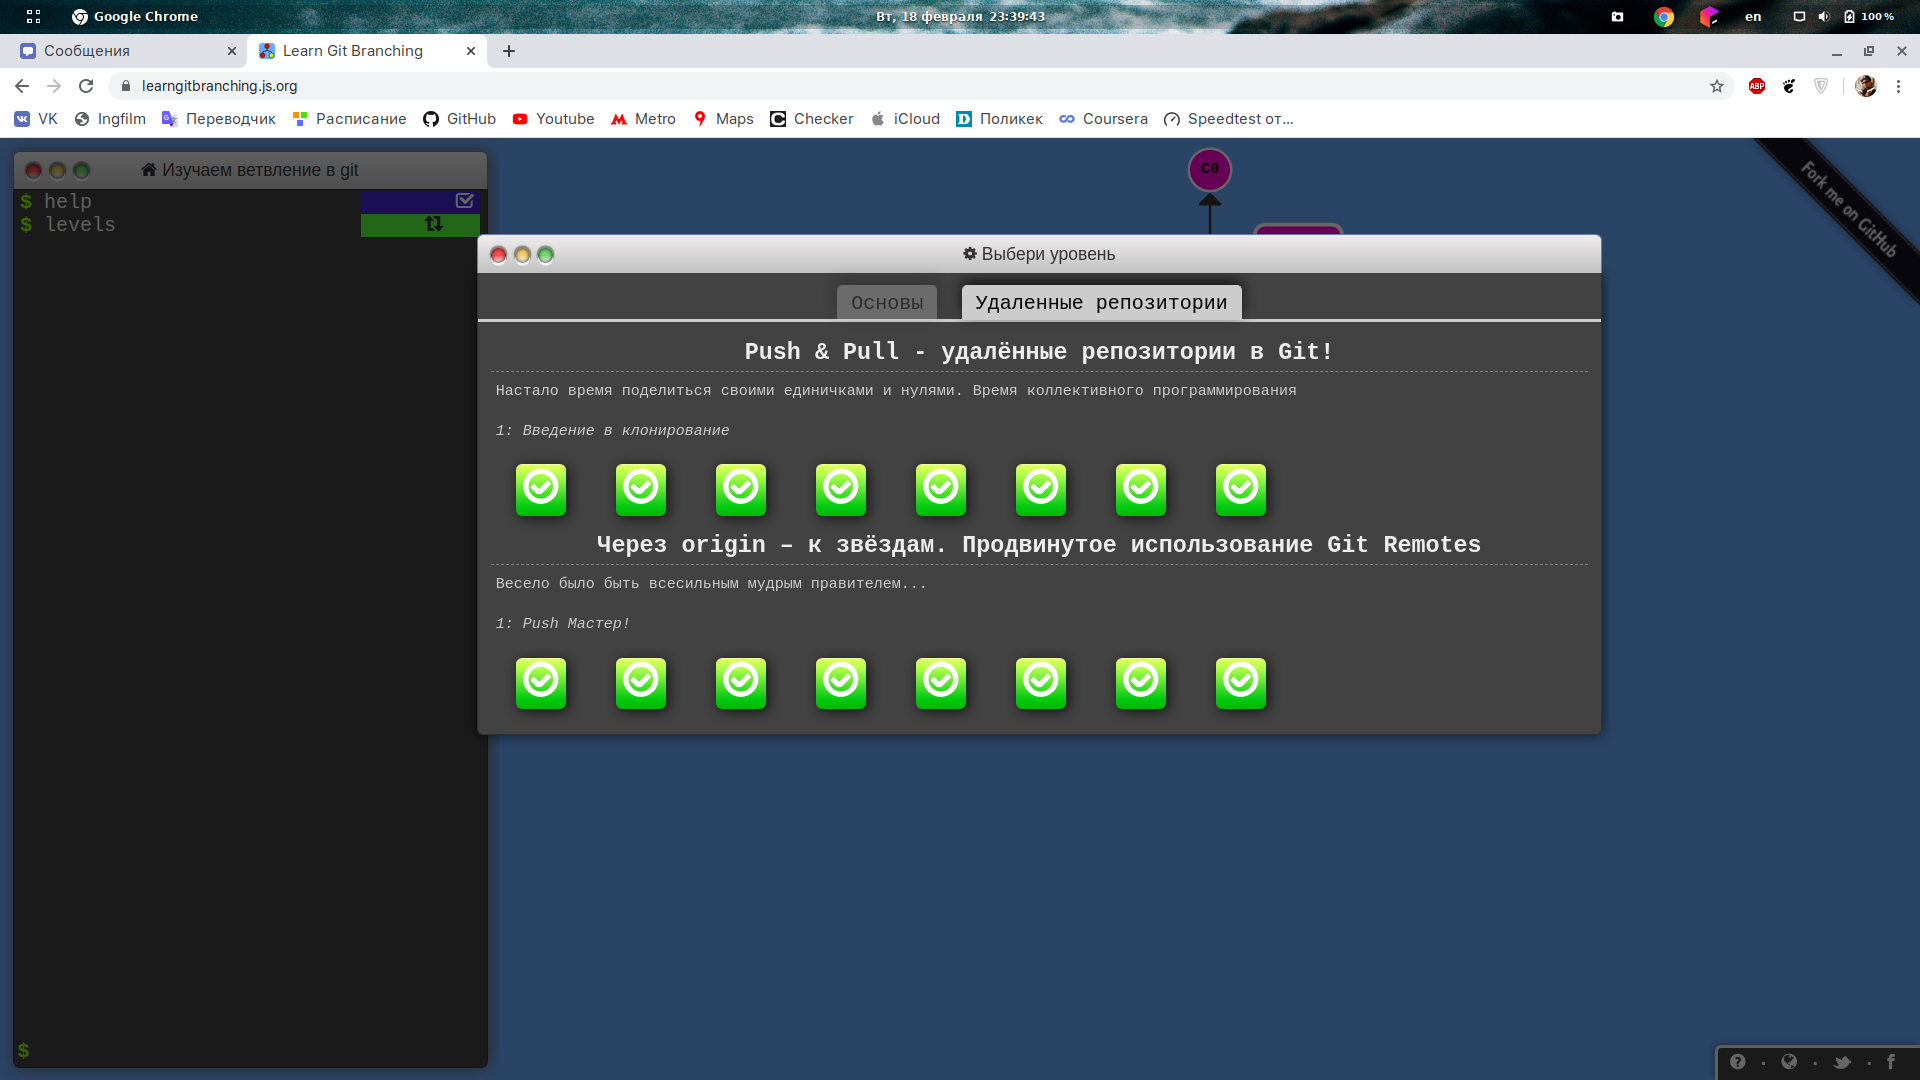 Google Chrome
Вт, 18 февраля 23:39:43
en
100 %
Сообщения
Learn Git Branching
learngitbranching.js.org
ABP
VK
Ingfilm
Переводчик
Расписание
GitHub
Youtube
Metro
Maps
Checker
iCloud
Поликек
Coursera
Speedtest от...
Изучаем ветвление в git
$ help
$ levels
C0
Fork me on GitHub
Выбери уровень
Основы
Удаленные репозитории
Push & Pull - удалённые репозитории в Git!
Настало время поделиться своими единичками и нулями. Время коллективного программирования
1: Введение в клонирование
Через origin – к звёздам. Продвинутое использование Git Remotes
Весело было быть всесильным мудрым правителем...
1: Push Мастер!
$